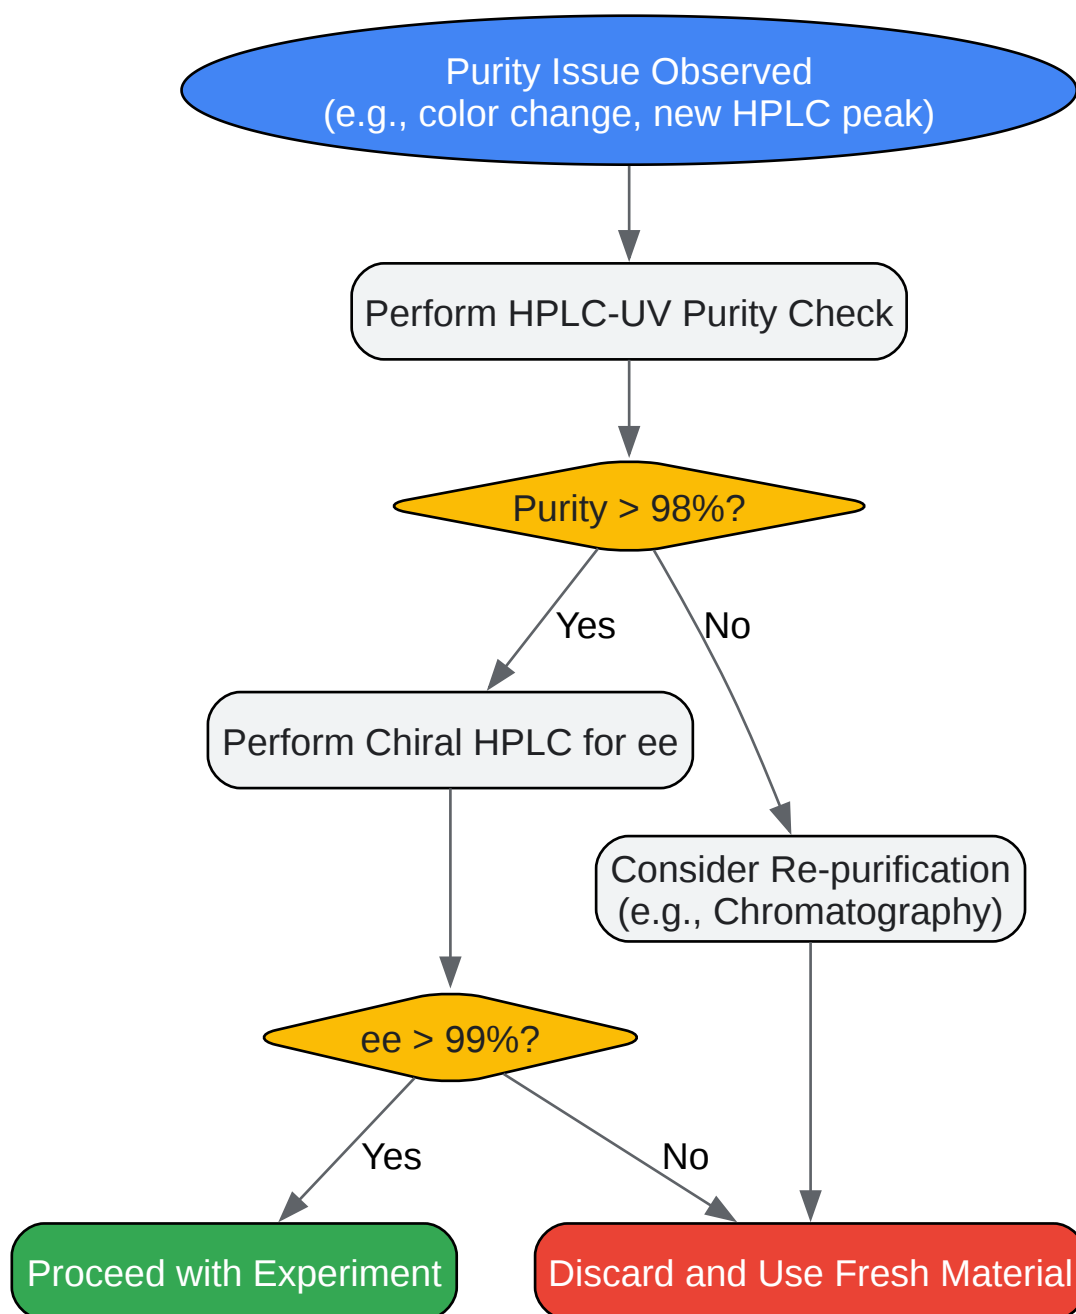 Purity Issue Observed
(e.g., color change, new HPLC peak)
Perform HPLC-UV Purity Check
Purity > 98%?
Yes
No
Perform Chiral HPLC for ee
Consider Re-purification
(e.g., Chromatography)
ee > 99%?
Yes
No
Proceed with Experiment
Discard and Use Fresh Material